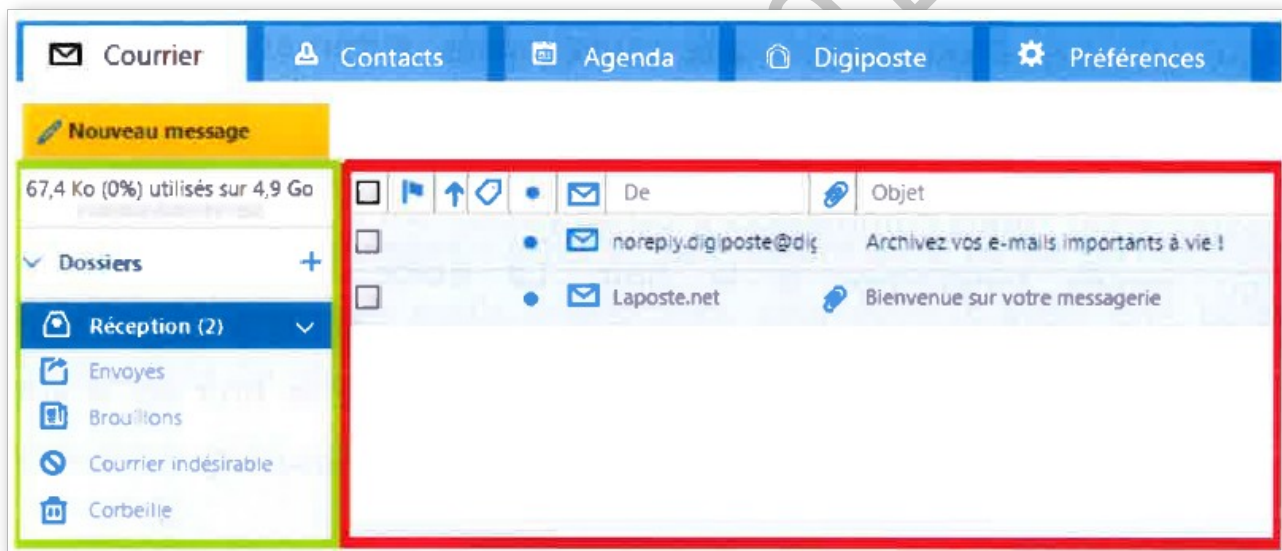 Courrier Contacts Agenda Digiposte Préférences
Nouveau message
67,4 Ko (0%) utilisés sur 4,9 Go
Dossiers +
Réception (2)
Envoyés
Brouillons
Courrier indésirable
Corbeille
De Objet
noreply.digiposte@dig Archivez vos e-mails importants à vie !
Laposte.net Bienvenue sur votre messagerie